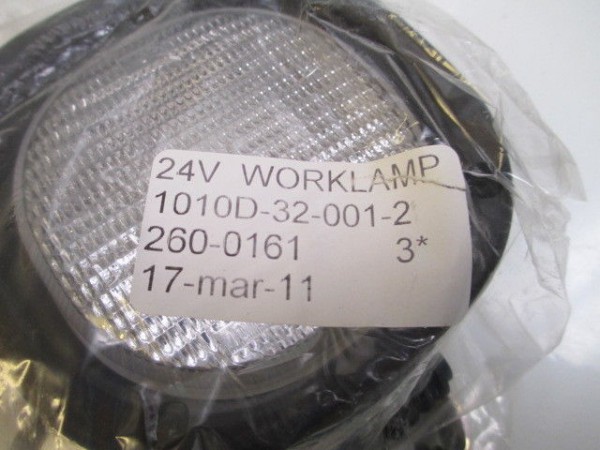 24V WORKLAMP
1010D-32-001-2
260-0161 3*
17-mar-11